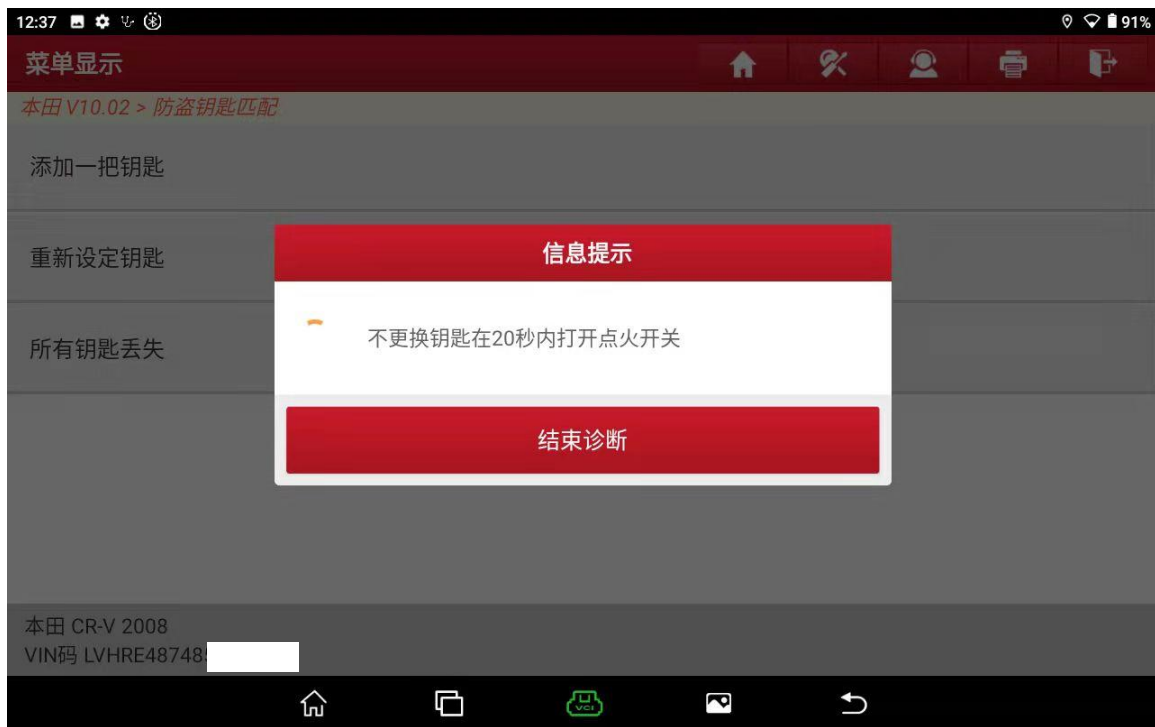 12:37
91%
菜单显示
本田 V10.02 > 防盗钥匙匹配
添加一把钥匙
重新设定钥匙
所有钥匙丢失
信息提示
不更换钥匙在20秒内打开点火开关
结束诊断
本田 CR-V 2008
VIN码 LVHRE48748
VCI